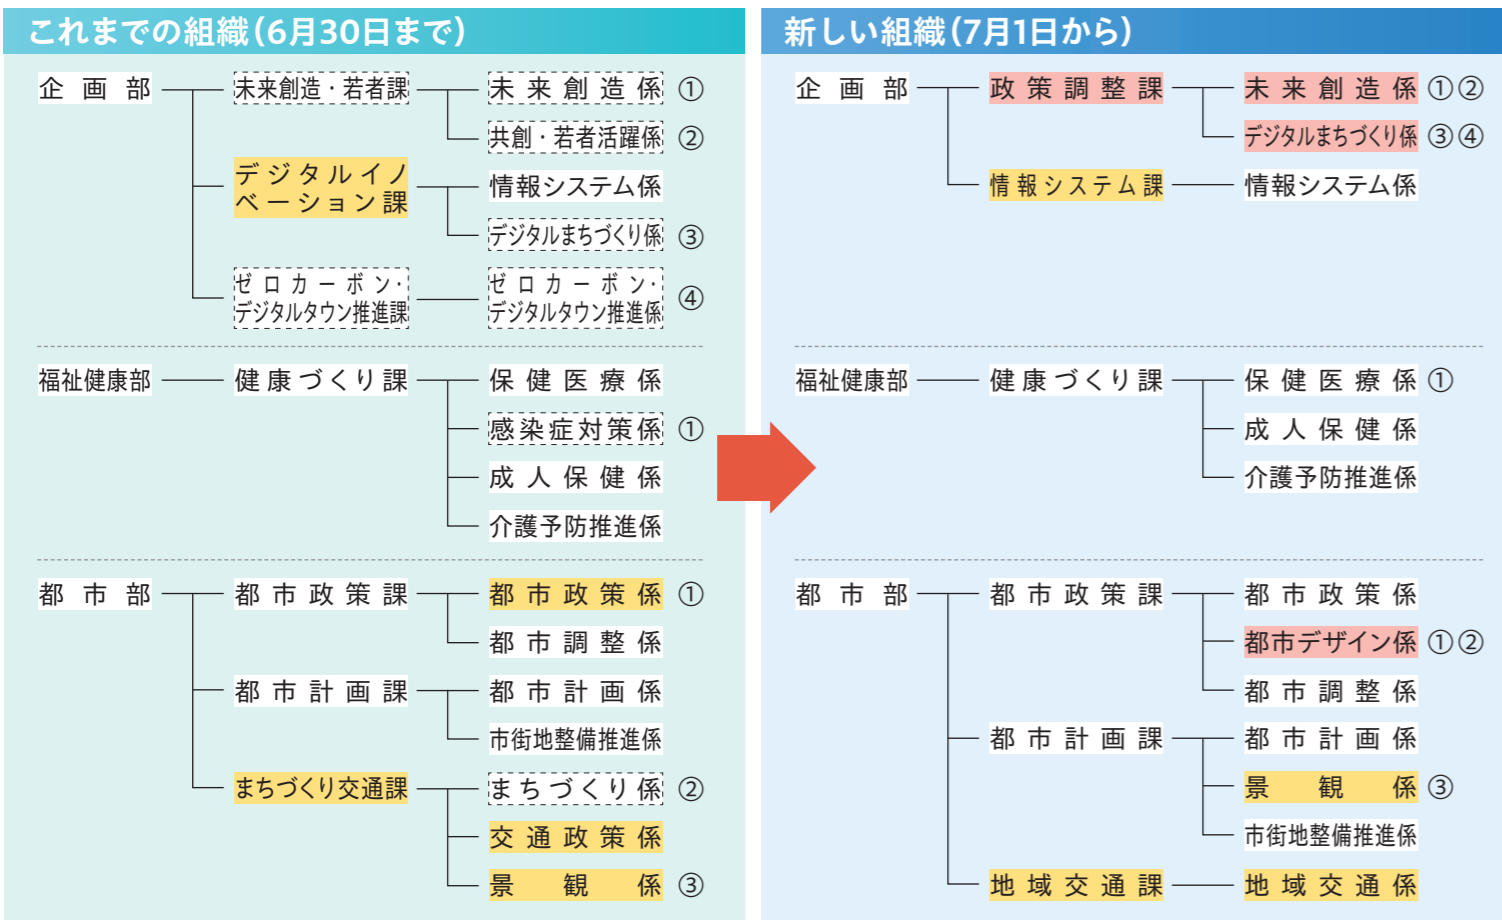 これまでの組織(6月30日まで)
企画部 未来創造・若者課 未来創造係 ①
共創・若者活躍係 ②
デジタルイノ
ベーション課
情報システム係
デジタルまちづくり係 ③
ゼロカーボン・
デジタルタウン推進課
ゼロカーボン・
デジタルタウン推進係
④
福祉健康部 健康づくり課 保健医療係
感染症対策係 ①
成人保健係
介護予防推進係
都市部 都市政策課 都市政策係 ①
都市調整係
都市計画課 都市計画係
市街地整備推進係
まちづくり交通課 まちづくり係 ②
交通政策係
景観係 ③
新しい組織(7月1日から)
企画部 政策調整課 未来創造係 ①②
デジタルまちづくり係 ③④
情報システム課 情報システム係
福祉健康部 健康づくり課 保健医療係 ①
成人保健係
介護予防推進係
都市部 都市政策課 都市政策係
都市デザイン係 ①②
都市調整係
都市計画課 都市計画係
景観係 ③
市街地整備推進係
地域交通課 地域交通係